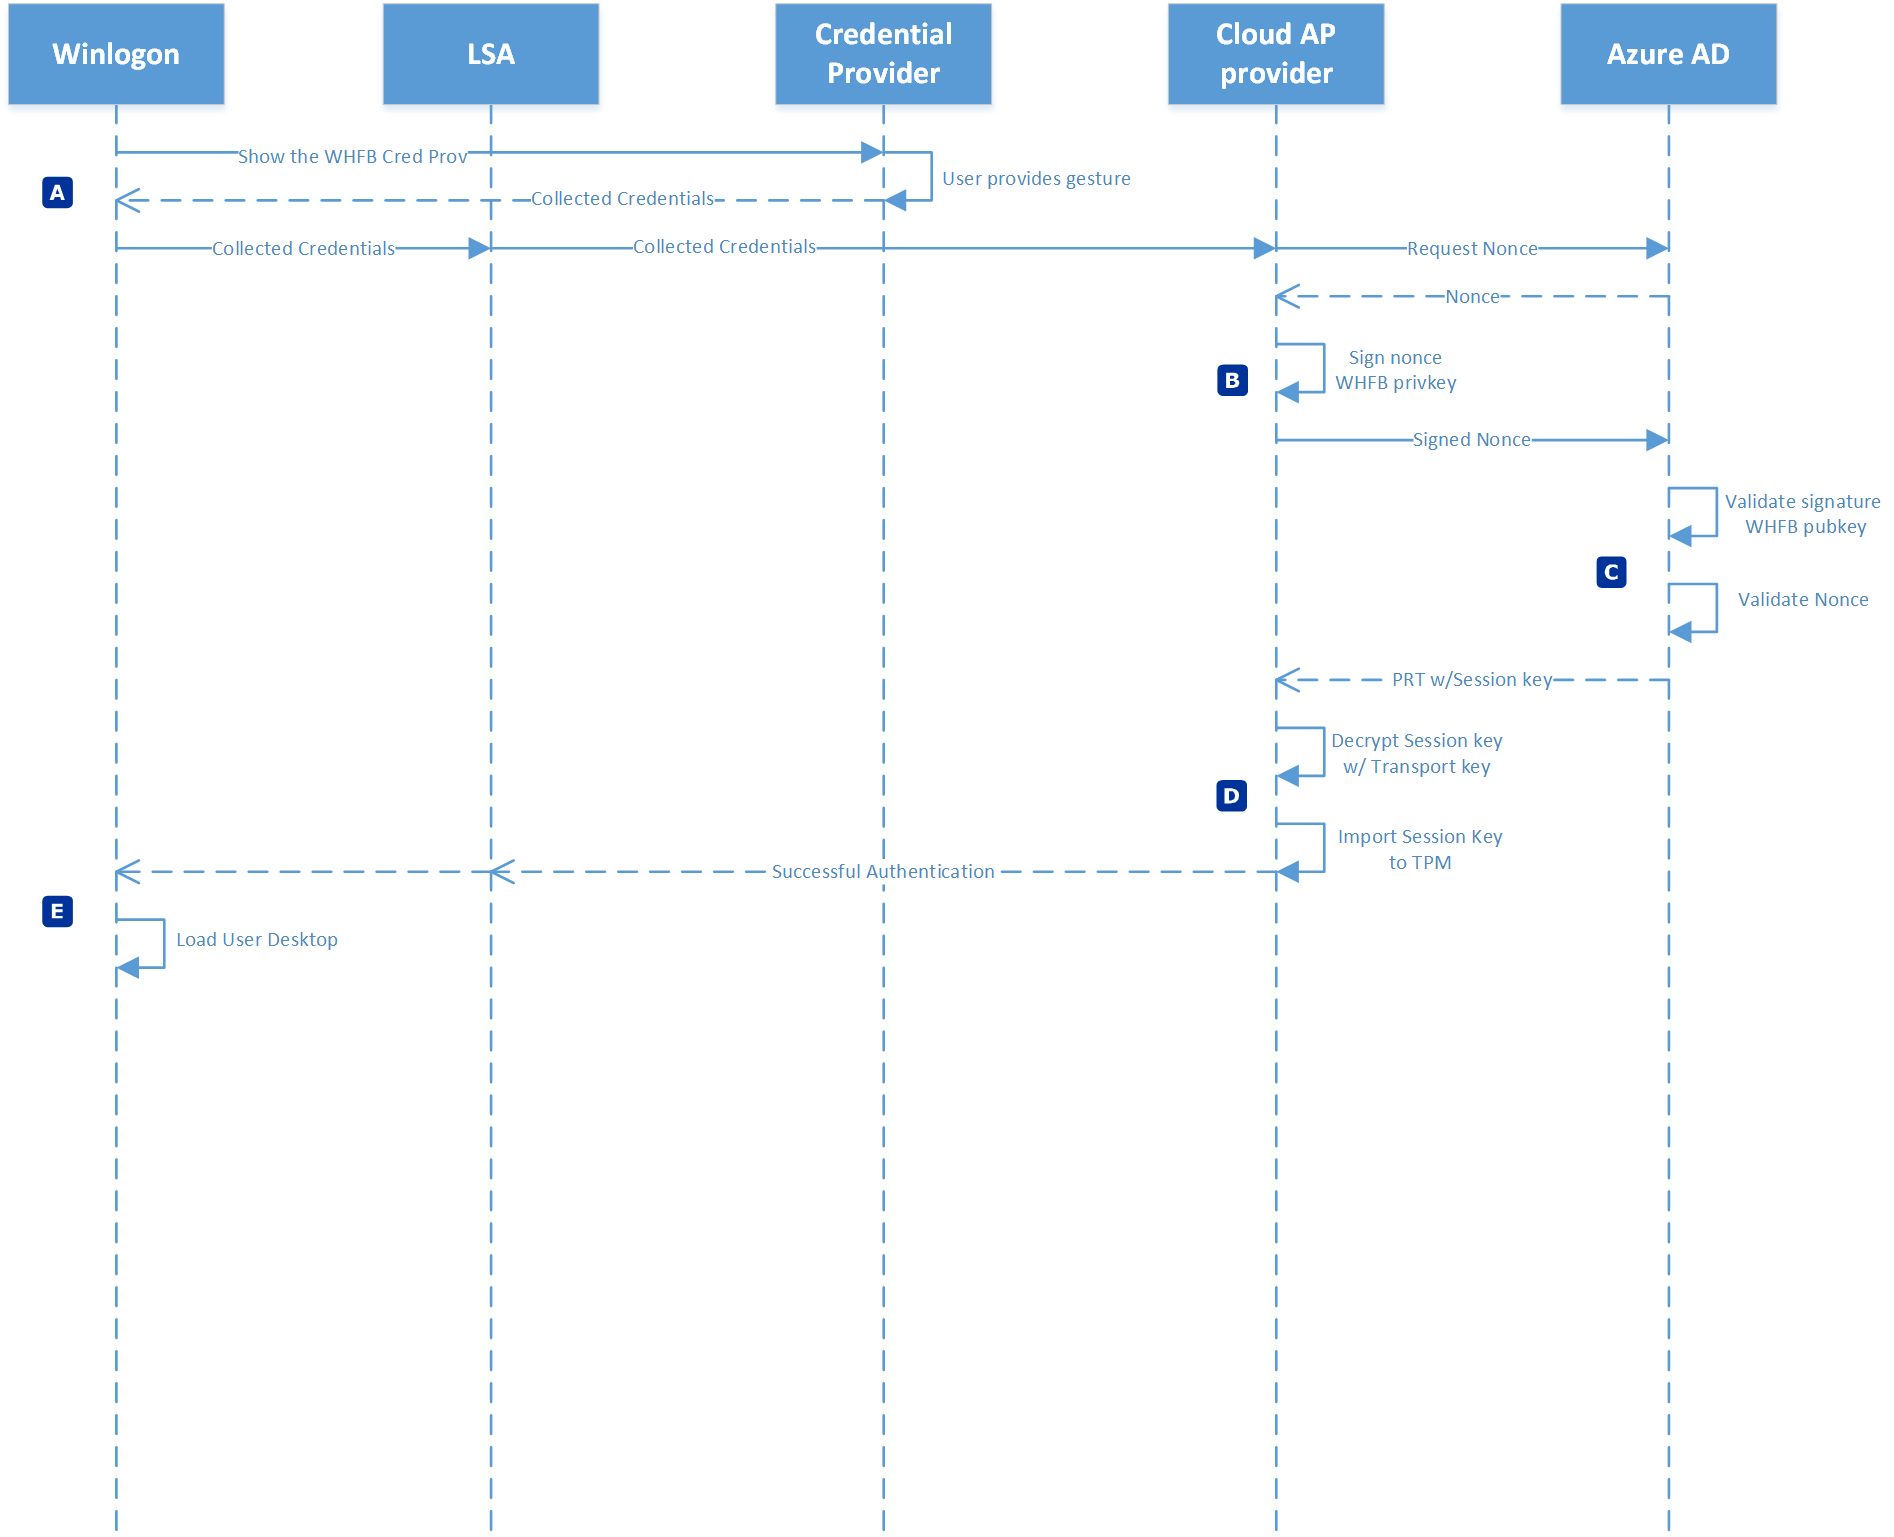 Winlogon
LSA
Credential
Provider
Cloud AP
provider
Azure AD
Show the WHFB Cred Prov
User provides gesture
A
Collected Credentials
Collected Credentials
Collected Credentials
Request Nonce
Nonce
Sign nonce
WHFB privkey
B
Signed Nonce
Validate signature
WHFB pubkey
C
Validate Nonce
PRT w/Session key
Decrypt Session key
w/ Transport key
D
Import Session Key
to TPM
Successful Authentication
E
Load User Desktop